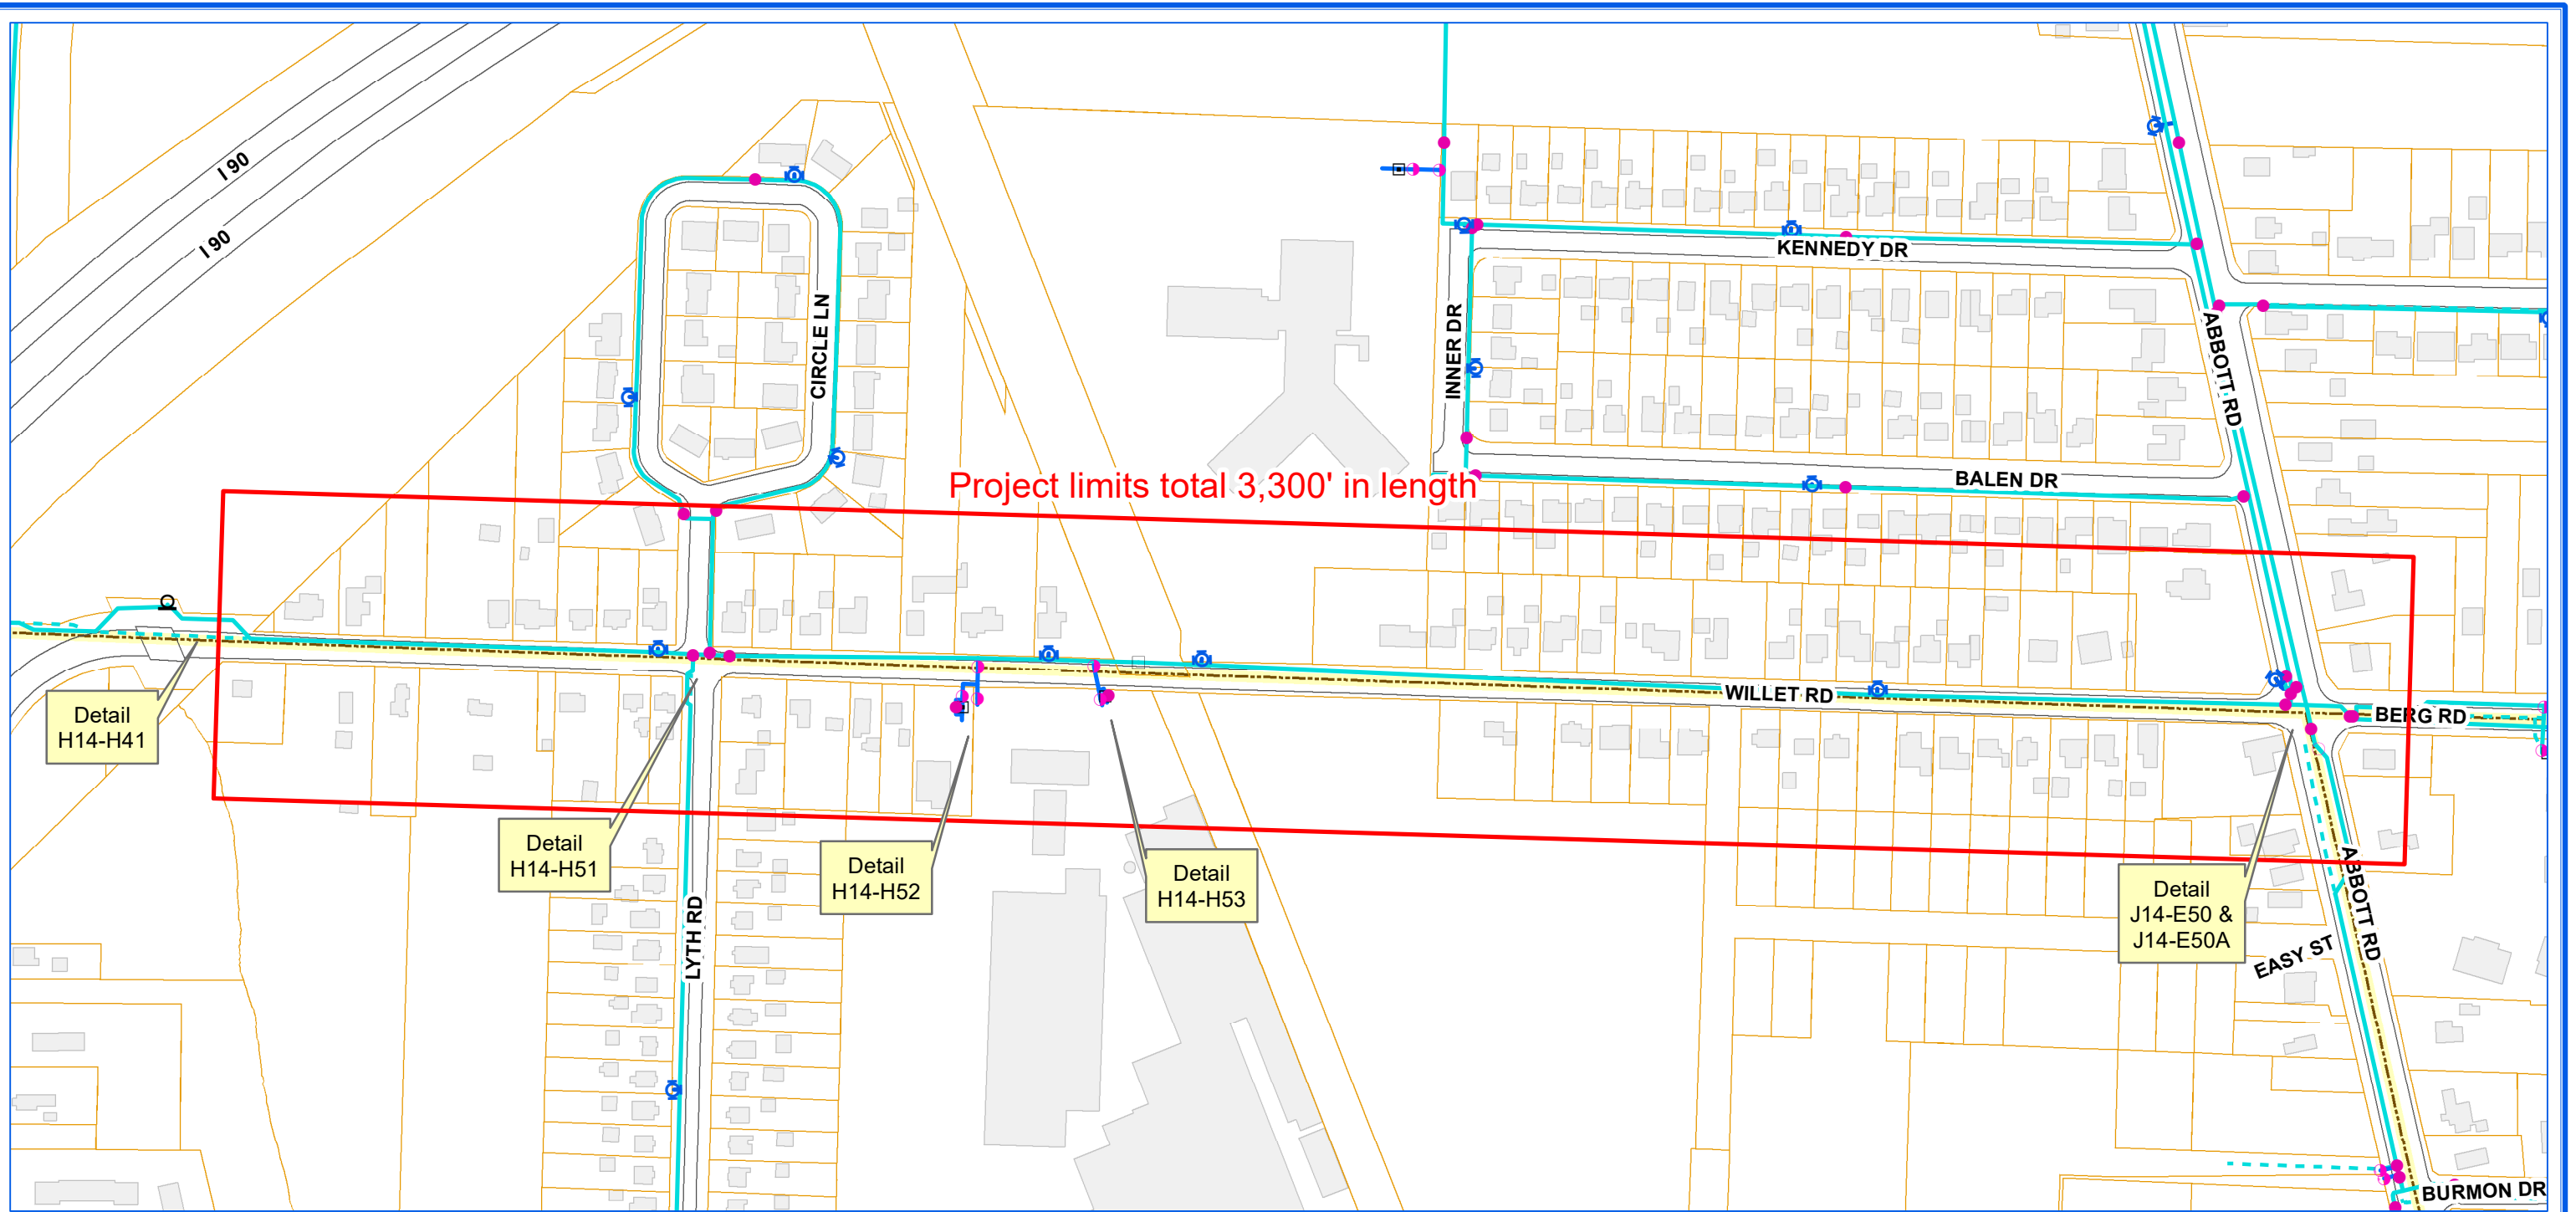 I 90
I 90
CIRCLE LN
KENNEDY DR
INNER DR
ABBOTT RD
BALEN DR
Project limits total 3,300' in length
WILLET RD
BERG RD
Detail
H14-H41
Detail
H14-H51
Detail
H14-H52
Detail
H14-H53
Detail
J14-E50 &
J14-E50A
LYTH RD
ABBOTT RD
EASY ST
BURMON DR